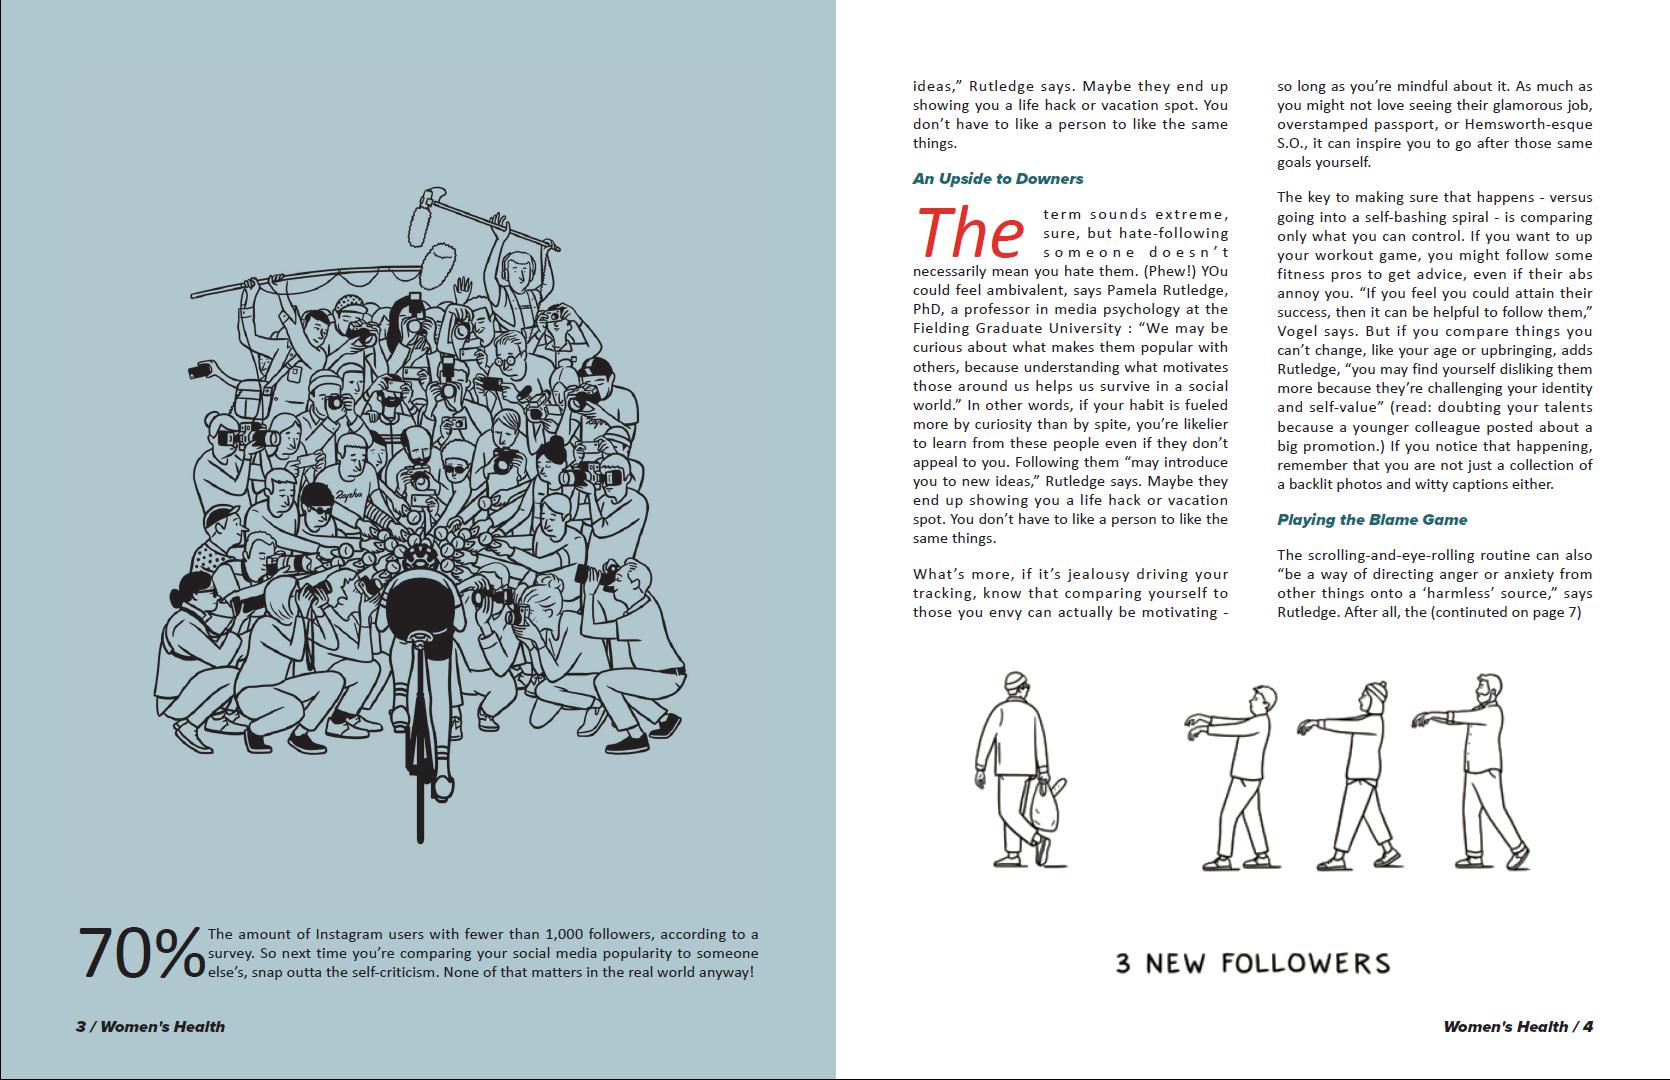 Rapha
70%
The amount of Instagram users with fewer than 1,000 followers, according to a
survey. So next time you're comparing your social media popularity to someone
else's, snap outta the self-criticism. None of that matters in the real world anyway!
3 / Women's Health
ideas,” Rutledge says. Maybe they end up
showing you a life hack or vacation spot. You
don’t have to like a person to like the same
things.
An Upside to Downers
The term sounds extreme,
sure, but hate-following
someone doesn’t
necessarily mean you hate them. (Phew!) YOu
could feel ambivalent, says Pamela Rutledge,
PhD, a professor in media psychology at the
Fielding Graduate University : “We may be
curious about what makes them popular with
others, because understanding what motivates
those around us helps us survive in a social
world.” In other words, if your habit is fueled
more by curiosity than by spite, you’re likelier
to learn from these people even if they don’t
appeal to you. Following them “may introduce
you to new ideas,” Rutledge says. Maybe they
end up showing you a life hack or vacation
spot. You don’t have to like a person to like the
same things.
What’s more, if it’s jealousy driving your
tracking, know that comparing yourself to
those you envy can actually be motivating -
so long as you’re mindful about it. As much as
you might not love seeing their glamorous job,
overstamped passport, or Hemsworth-esque
S.O., it can inspire you to go after those same
goals yourself.
The key to making sure that happens - versus
going into a self-bashing spiral - is comparing
only what you can control. If you want to up
your workout game, you might follow some
fitness pros to get advice, even if their abs
annoy you. “If you feel you could attain their
success, then it can be helpful to follow them,”
Vogel says. But if you compare things you
can’t change, like your age or upbringing, adds
Rutledge, “you may find yourself disliking them
more because they’re challenging your identity
and self-value” (read: doubting your talents
because a younger colleague posted about a
big promotion.) If you notice that happening,
remember that you are not just a collection of
a backlit photos and witty captions either.
Playing the Blame Game
The scrolling-and-eye-rolling routine can also
“be a way of directing anger or anxiety from
other things onto a ‘harmless’ source,” says
Rutledge. After all, the (continuted on page 7)
3 NEW FOLLOWERS
Women's Health / 4